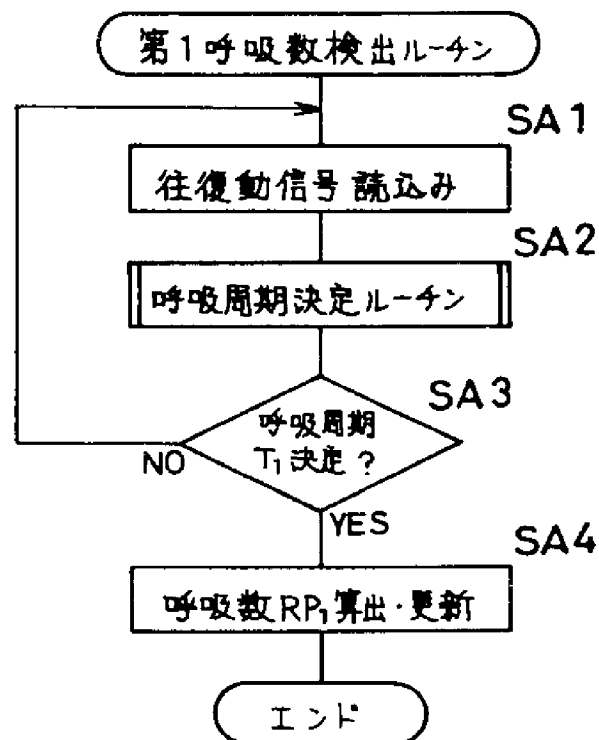 第1呼吸数検出ルーチン
SA1
往復動信号読込み
SA2
呼吸周期決定ルーチン
SA3
呼吸周期
T₁決定?
NO
YES
SA4
呼吸数RP₁算出・更新
エンド